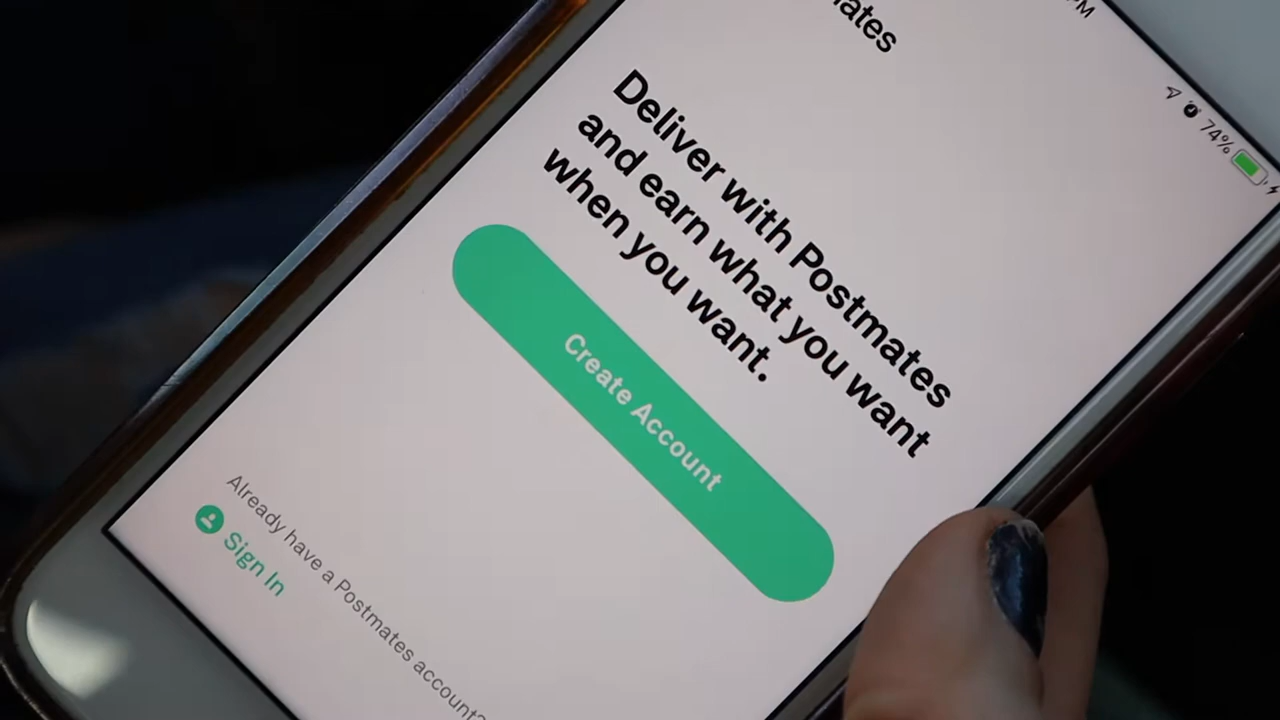 PM
74%
Deliver with Postmates
and earn what you want
when you want.
Create Account
Already have a Postmates account?
Sign In